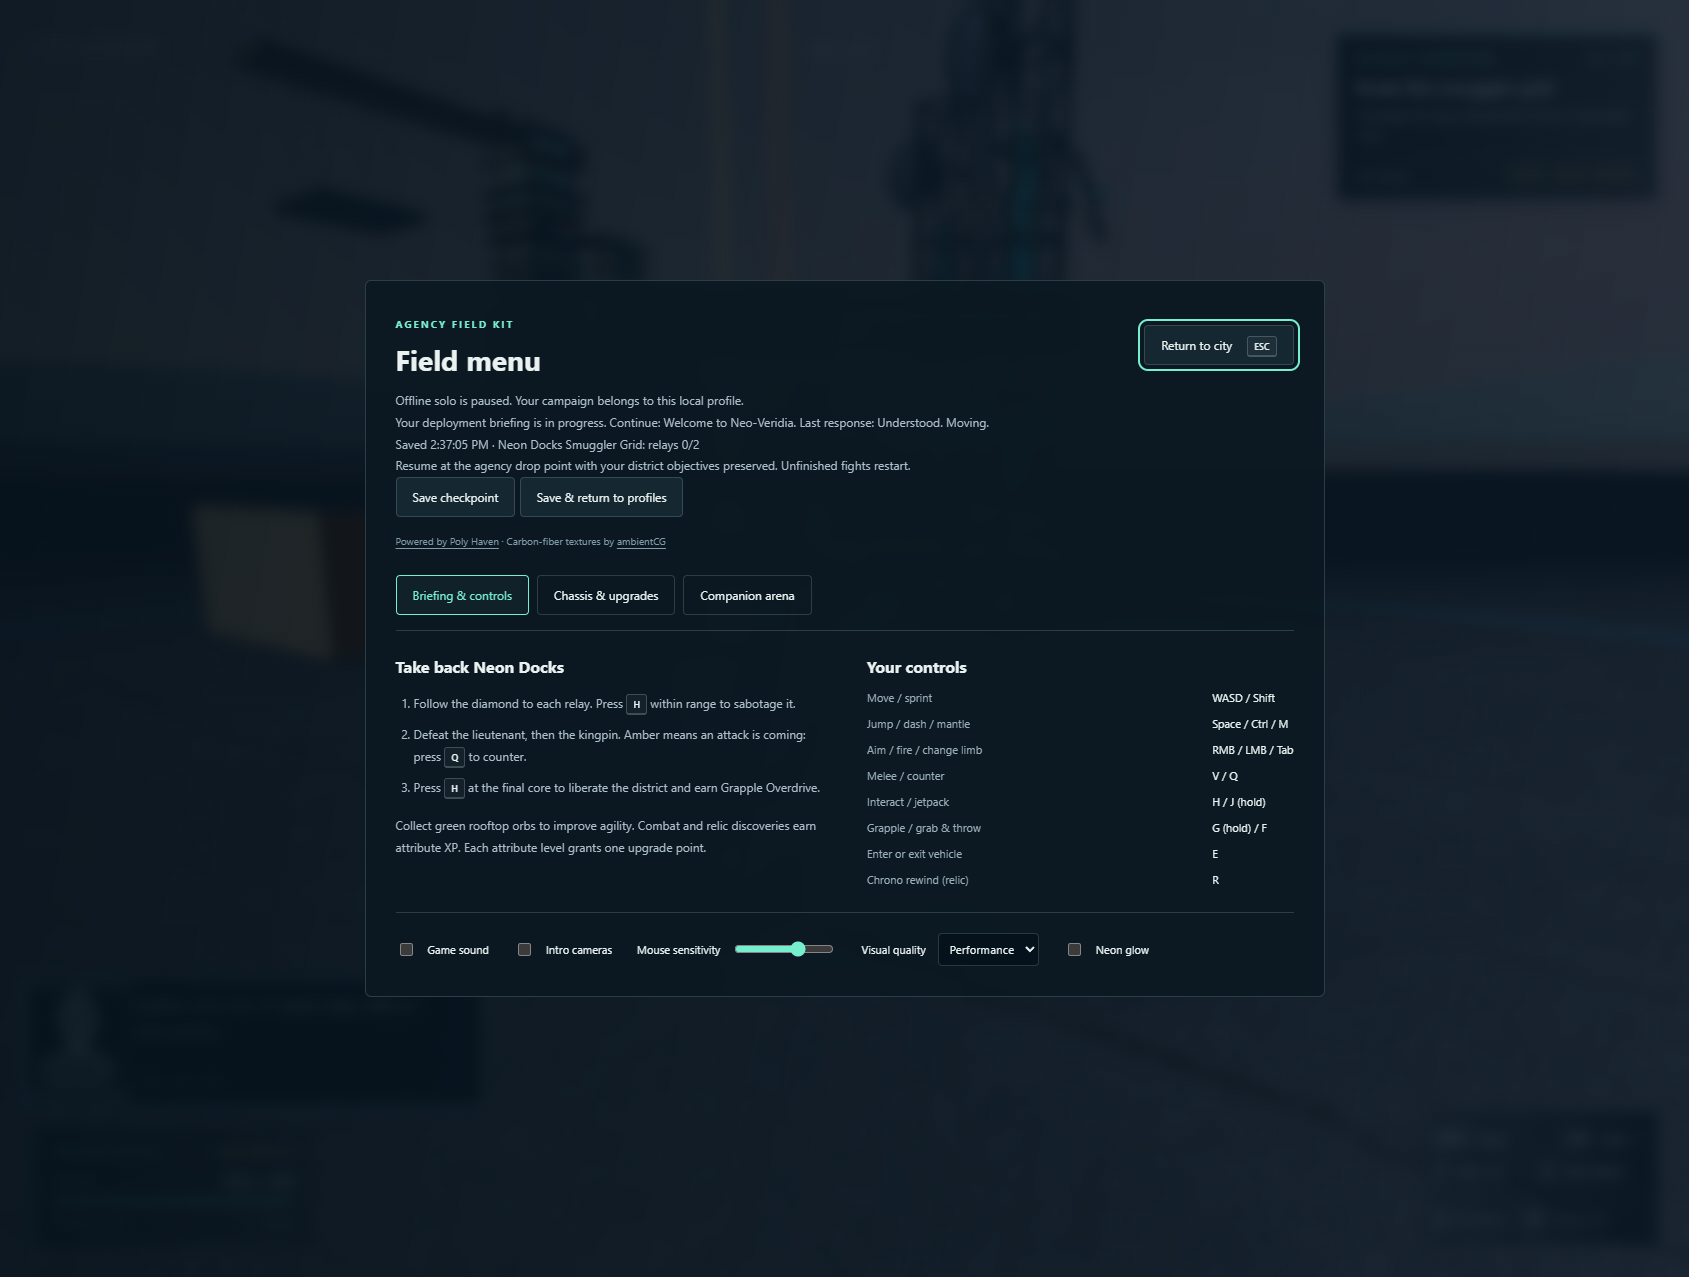 AGENCY FIELD KIT
Field menu
Return to city ESC
Offline solo is paused. Your campaign belongs to this local profile.
Your deployment briefing is in progress. Continue: Welcome to Neo-Veridia. Last response: Understood. Moving.
Saved 2:37:05 PM · Neon Docks Smuggler Grid: relays 0/2
Resume at the agency drop point with your district objectives preserved. Unfinished fights restart.
Save checkpoint
Save & return to profiles
Powered by Poly Haven · Carbon-fiber textures by ambientCG
Briefing & controls
Chassis & upgrades
Companion arena
Take back Neon Docks
1. Follow the diamond to each relay. Press H within range to sabotage it.
2. Defeat the lieutenant, then the kingpin. Amber means an attack is coming:
press Q to counter.
3. Press H at the final core to liberate the district and earn Grapple Overdrive.
Collect green rooftop orbs to improve agility. Combat and relic discoveries earn
attribute XP. Each attribute level grants one upgrade point.
Your controls
Move / sprint WASD / Shift
Jump / dash / mantle Space / Ctrl / M
Aim / fire / change limb RMB / LMB / Tab
Melee / counter V / Q
Interact / jetpack H / J (hold)
Grapple / grab & throw G (hold) / F
Enter or exit vehicle E
Chrono rewind (relic) R
Game sound
Intro cameras
Mouse sensitivity
Visual quality Performance
Neon glow